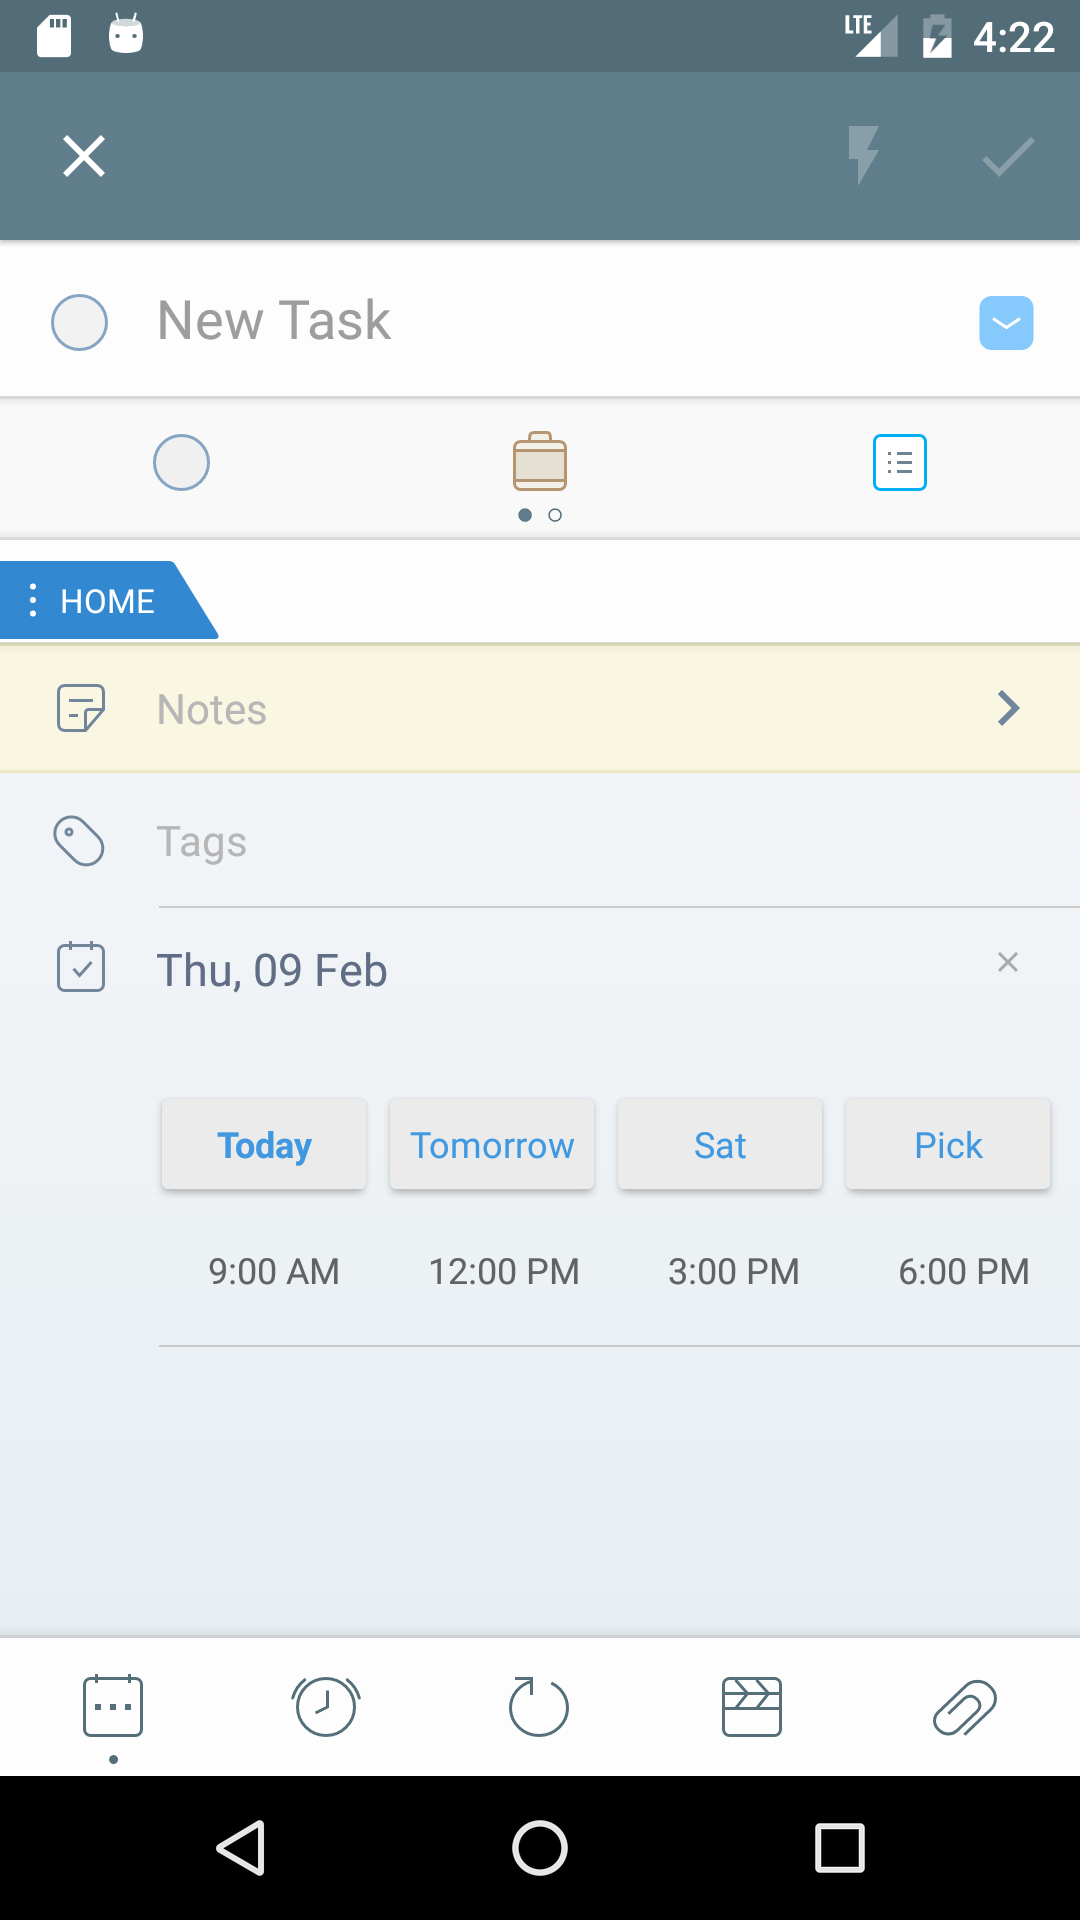 LTE 4:22
New Task
HOME
Notes
Tags
Thu, 09 Feb
Today Tomorrow Sat Pick
9:00 AM 12:00 PM 3:00 PM 6:00 PM